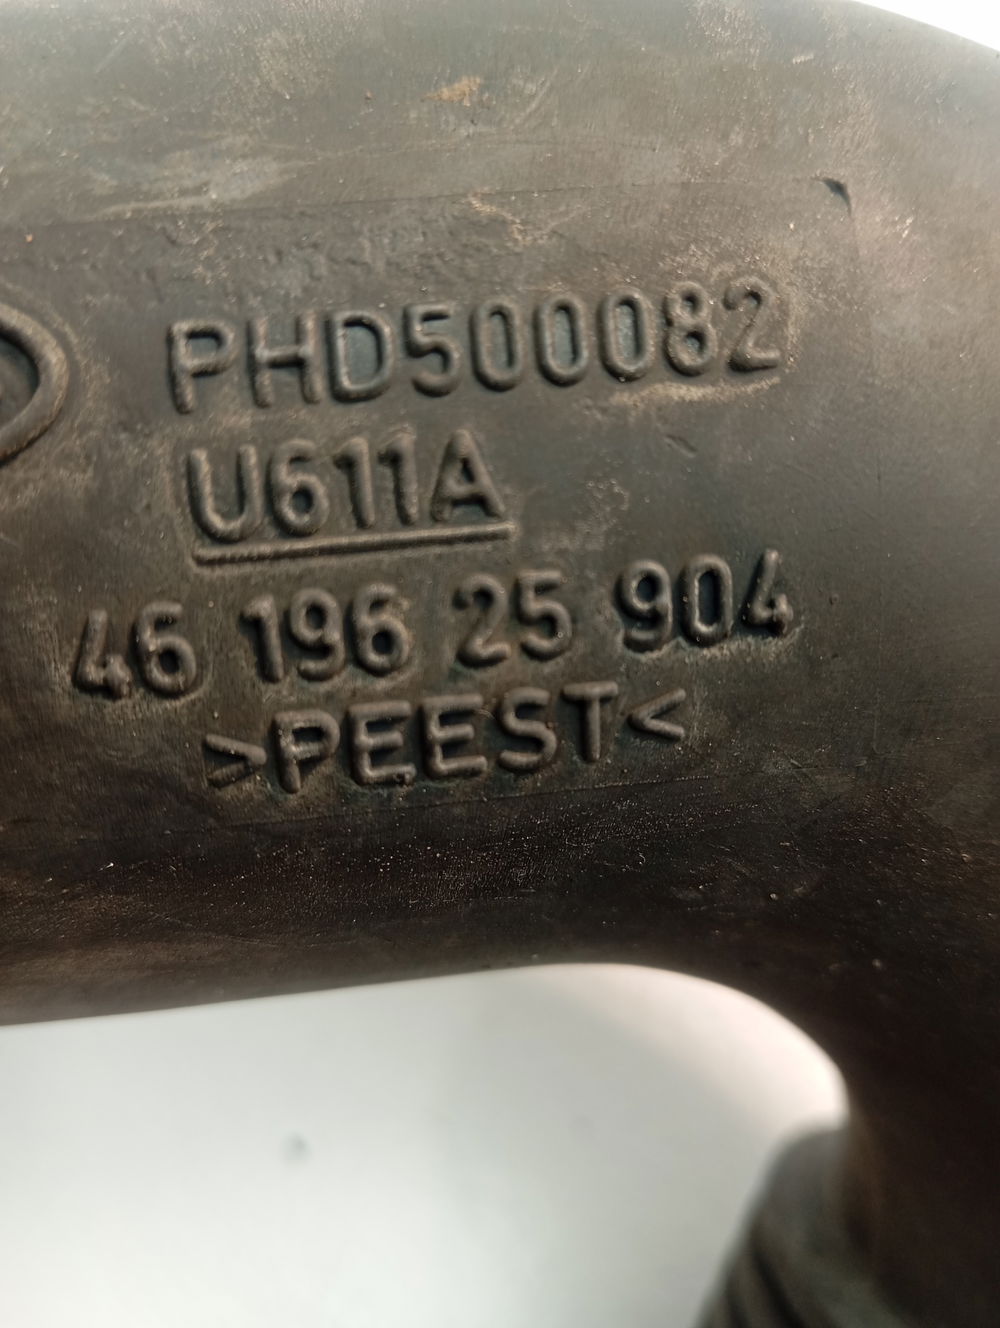 PHD500082
U611A
46 196 25 904
>PEEST<